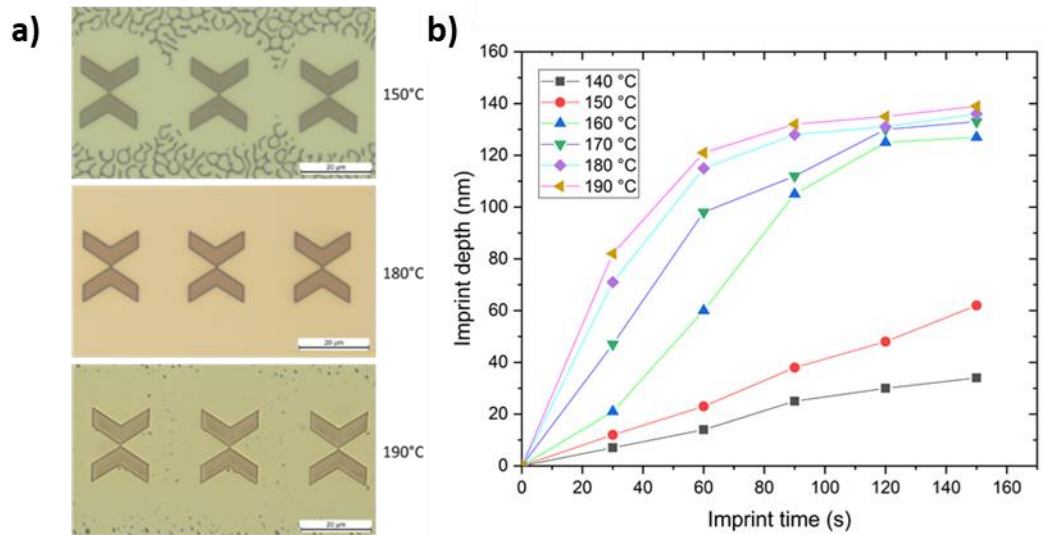 a)
150°C
20 µm
180°C
20 µm
190°C
20 µm
b)
160
140
120
100
80
60
40
20
0
Imprint depth (nm)
140 °C
150 °C
160 °C
170 °C
180 °C
190 °C
0 20 40 60 80 100 120 140 160
Imprint time (s)